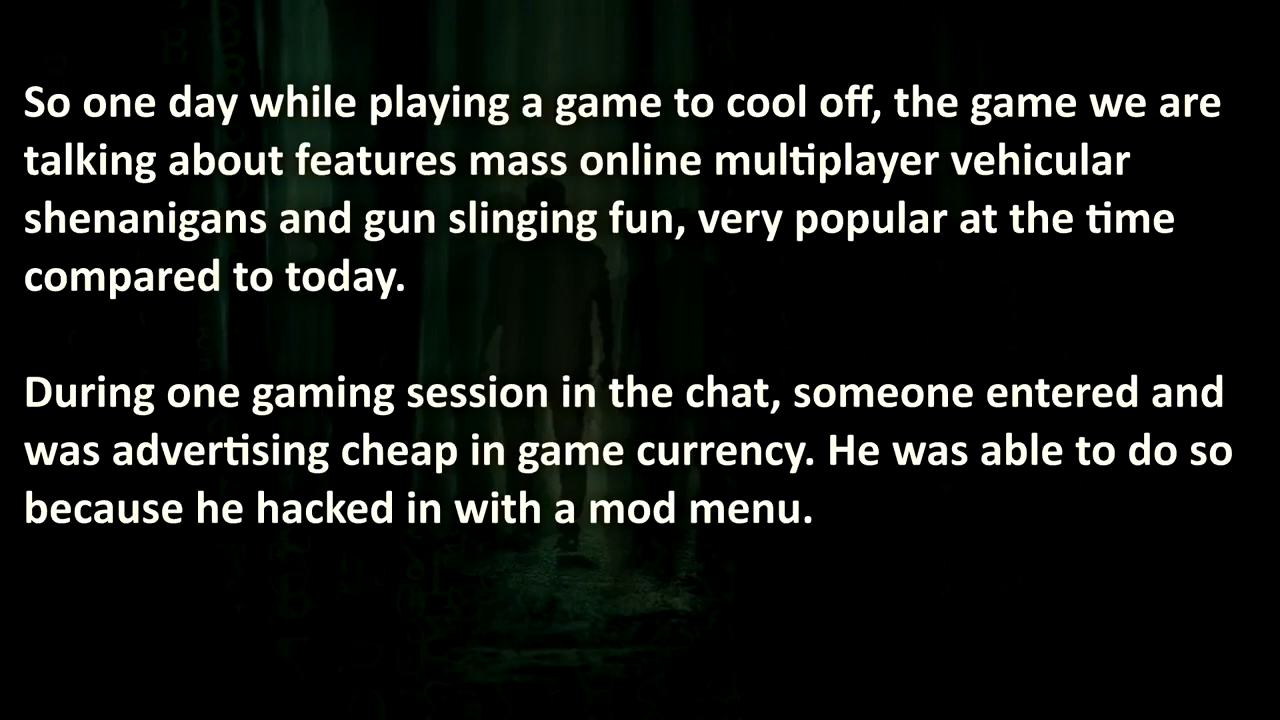 So one day while playing a game to cool off, the game we are
talking about features mass online multiplayer vehicular
shenanigans and gun slinging fun, very popular at the time
compared to today.
During one gaming session in the chat, someone entered and
was advertising cheap in game currency. He was able to do so
because he hacked in with a mod menu.